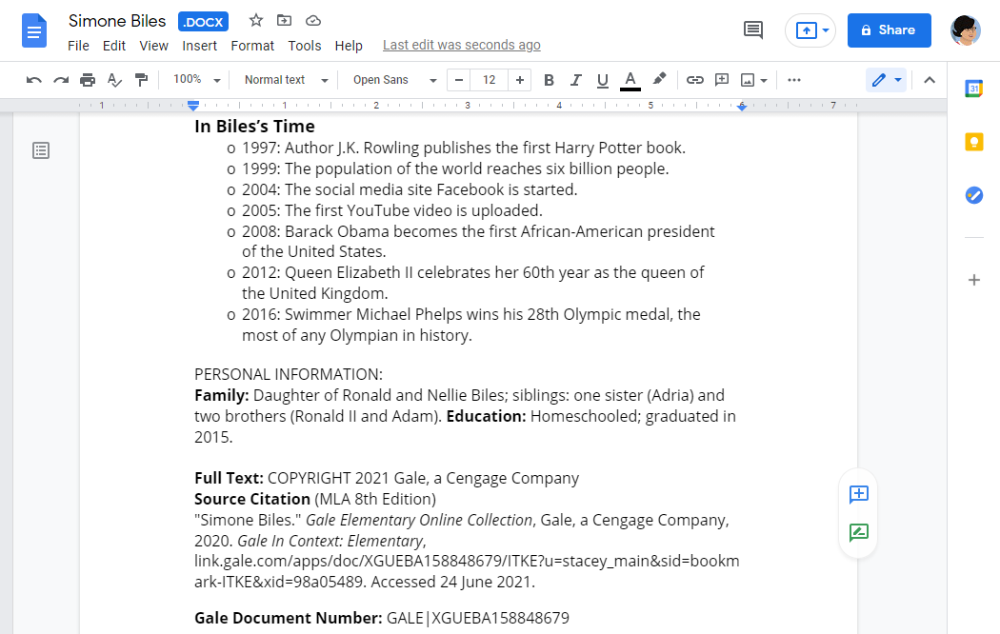 Simone Biles .DOCX
File Edit View Insert Format Tools Help Last edit was seconds ago
Share
100% Normal text Open Sans − 12 + B I U A
1 1 2 3 4 5 6 7
31
In Biles’s Time
o 1997: Author J.K. Rowling publishes the first Harry Potter book.
o 1999: The population of the world reaches six billion people.
o 2004: The social media site Facebook is started.
o 2005: The first YouTube video is uploaded.
o 2008: Barack Obama becomes the first African-American president
of the United States.
o 2012: Queen Elizabeth II celebrates her 60th year as the queen of
the United Kingdom.
o 2016: Swimmer Michael Phelps wins his 28th Olympic medal, the
most of any Olympian in history.
PERSONAL INFORMATION:
Family: Daughter of Ronald and Nellie Biles; siblings: one sister (Adria) and
two brothers (Ronald II and Adam). Education: Homeschooled; graduated in
2015.
Full Text: COPYRIGHT 2021 Gale, a Cengage Company
Source Citation (MLA 8th Edition)
"Simone Biles." Gale Elementary Online Collection, Gale, a Cengage Company,
2020. Gale In Context: Elementary,
link.gale.com/apps/doc/XGUEBA158848679/ITKE?u=stacey_main&sid=bookm
ark-ITKE&xid=98a05489. Accessed 24 June 2021.
Gale Document Number: GALE|XGUEBA158848679